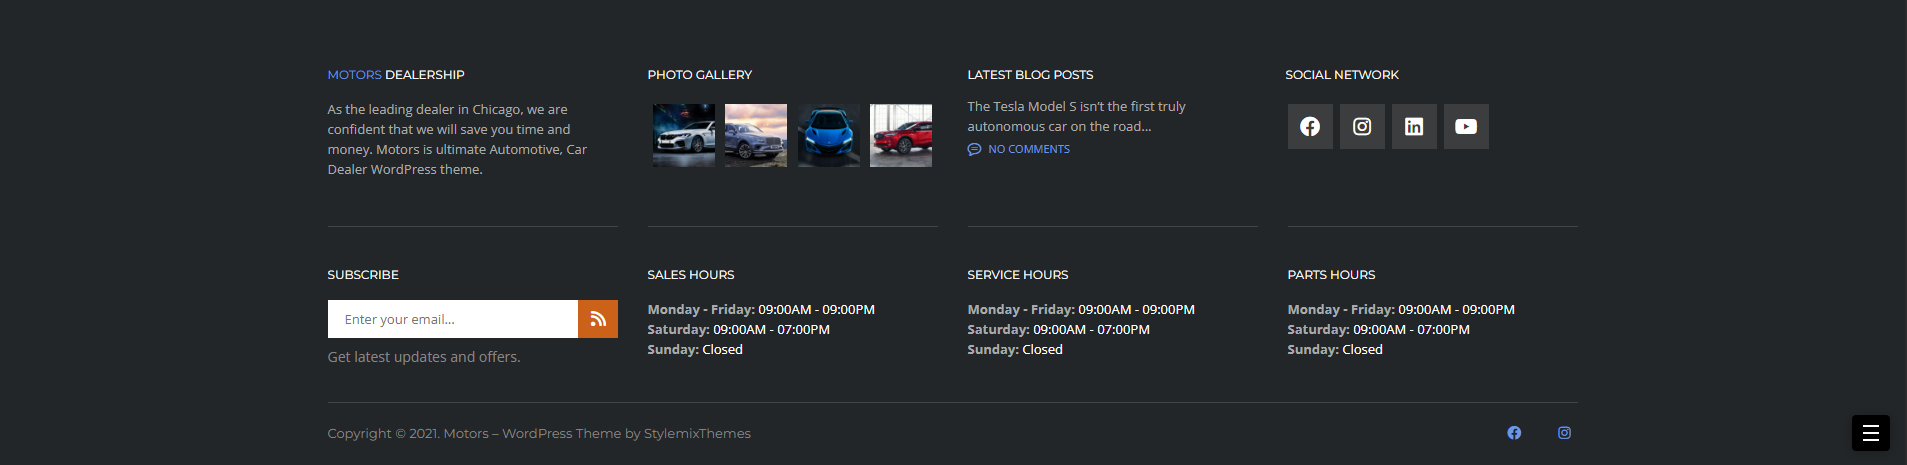 MOTORS DEALERSHIP
As the leading dealer in Chicago, we are
confident that we will save you time and
money. Motors is ultimate Automotive, Car
Dealer WordPress theme.
PHOTO GALLERY
LATEST BLOG POSTS
The Tesla Model S isn’t the first truly
autonomous car on the road...
NO COMMENTS
SOCIAL NETWORK
SUBSCRIBE
Enter your email...
Get latest updates and offers.
SALES HOURS
Monday - Friday: 09:00AM - 09:00PM
Saturday: 09:00AM - 07:00PM
Sunday: Closed
SERVICE HOURS
Monday - Friday: 09:00AM - 09:00PM
Saturday: 09:00AM - 07:00PM
Sunday: Closed
PARTS HOURS
Monday - Friday: 09:00AM - 09:00PM
Saturday: 09:00AM - 07:00PM
Sunday: Closed
Copyright © 2021. Motors – WordPress Theme by StylemixThemes